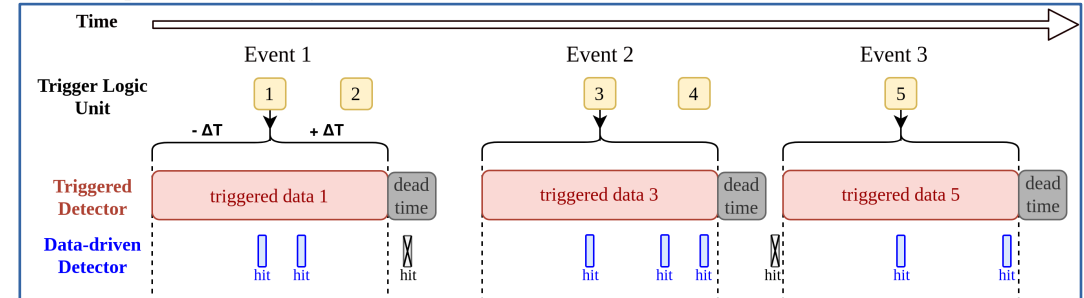 Time
Event 1
Event 2
Event 3
Trigger Logic
Unit
1
2
3
4
5
- ΔT
+ ΔT
Triggered
Detector
triggered data 1
dead
time
triggered data 3
dead
time
triggered data 5
dead
time
Data-driven
Detector
hit
hit
hit
hit
hit
hit
hit
hit
hit